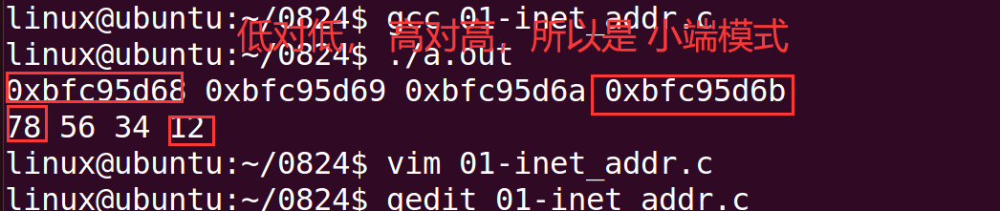 linux@ubuntu:~/0824$ gcc 01-inet_addr.c
低对低， 高对高，所以是 小端模式
linux@ubuntu:~/0824$ ./a.out
0xbfc95d68 0xbfc95d69 0xbfc95d6a 0xbfc95d6b
78 56 34 12
linux@ubuntu:~/0824$ vim 01-inet_addr.c
linux@ubuntu:~/0824$ gedit 01-inet_addr.c